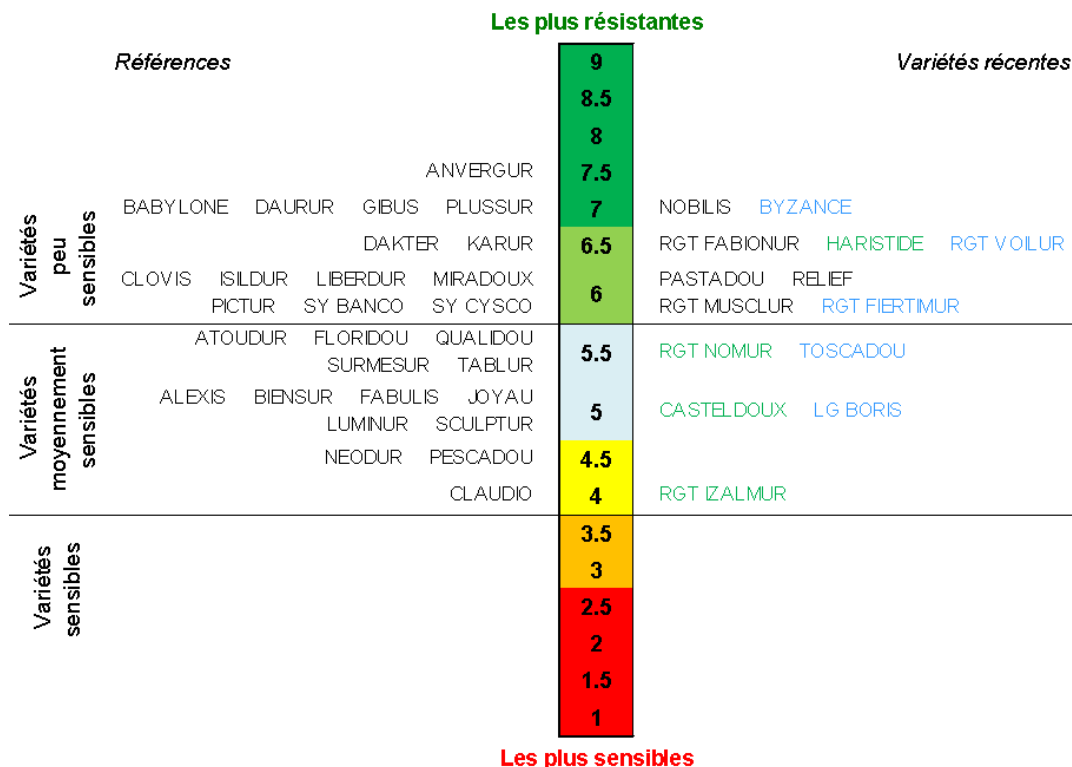 Les plus résistantes
Références 9 Variétés récentes
8.5
8
ANVERGUR 7.5
Variétés peu sensibles
BABYLONE DAURUR GIBUS PLUSSUR 7 NOBILIS BYZANCE
DAKTER KARUR 6.5 RGT FABIONUR HARISTIDE RGT VOILUR
CLOVIS ISILDUR LIBERDUR MIRADOUX 6 PASTADOU RELIEF
PICTUR SY BANCO SY CYSCO RGT MUSCLUR RGT FIERTIMUR
Variétés moyennement sensibles
ATOUDUR FLORIDOU QUALIDOU 5.5 RGT NOMUR TOSCADOU
SURMESUR TABLUR
ALEXIS BIENSUR FABULIS JOYAU 5 CASTELDOUX LG BORIS
LUMINUR SCULPTUR
NEODUR PESCADOU 4.5
CLAUDIO 4 RGT IZALMUR
Variétés sensibles
3.5
3
2.5
2
1.5
1
Les plus sensibles